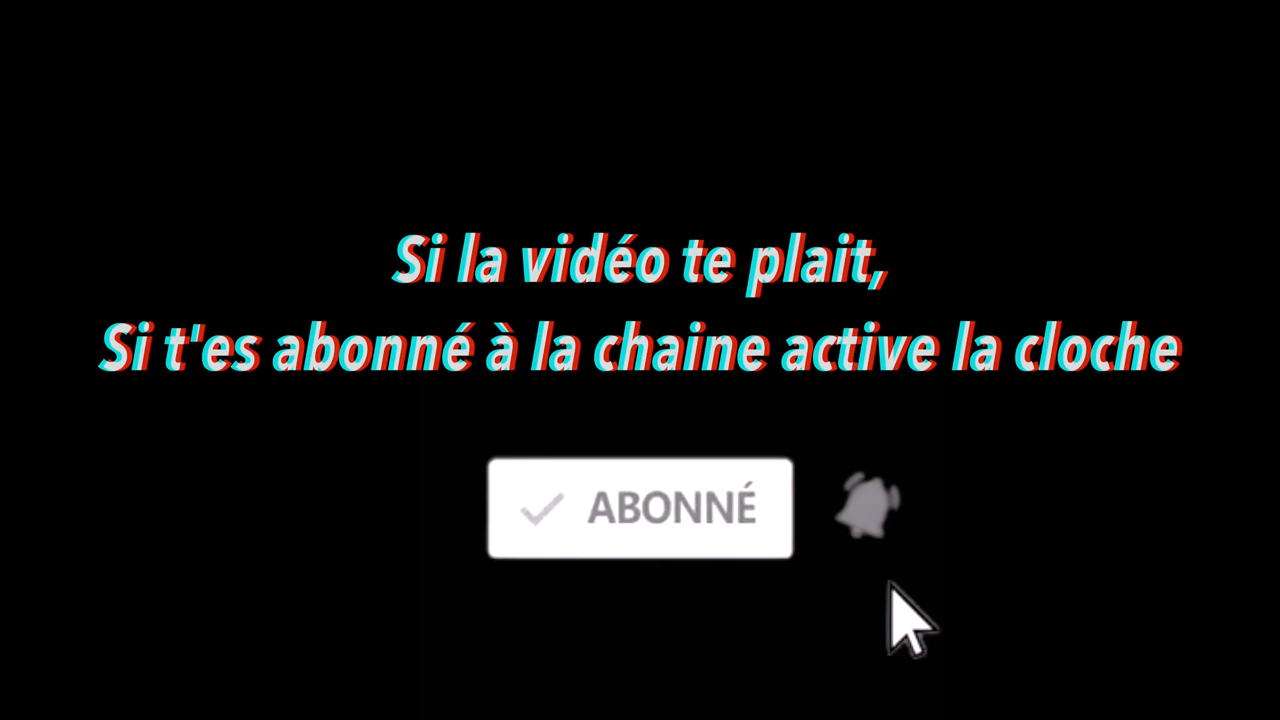 Si la vidéo te plait,
Si t'es abonné à la chaine active la cloche
ABONNÉ